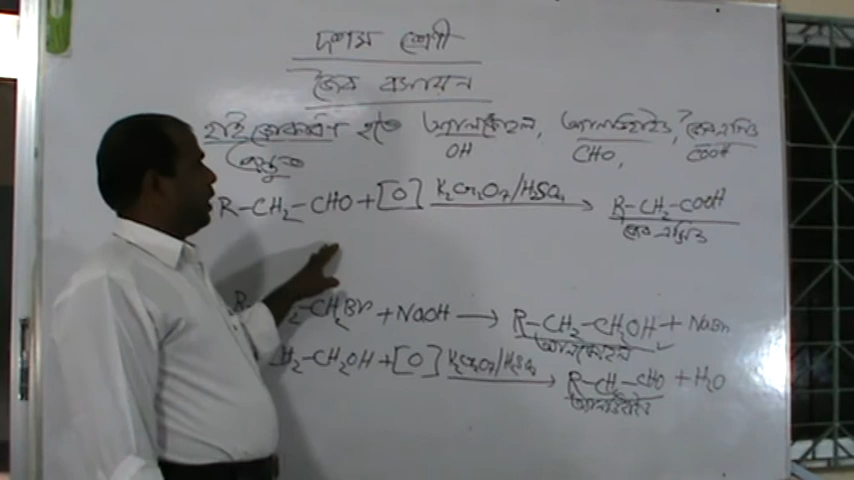 দশম শ্রেণী
জৈব রসায়ন
হাইড্রোকার্বন হতে অ্যালকোহল, অ্যালডিহাইড, জৈব এসিড
OH CHO, COOH
প্রস্তুত
R-CH₂-CHO + [O] K₂Cr₂O₇/H₂SO₄ → R-CH₂-COOH
জৈব এসিড
R -CH₂Br + NaOH → R-CH₂-CH₂OH + NaBr
অ্যালকোহল
H₂-CH₂OH + [O] K₂Cr₂O₇/H₂SO₄ → R-CH₂-CHO + H₂O
অ্যালডিহাইড